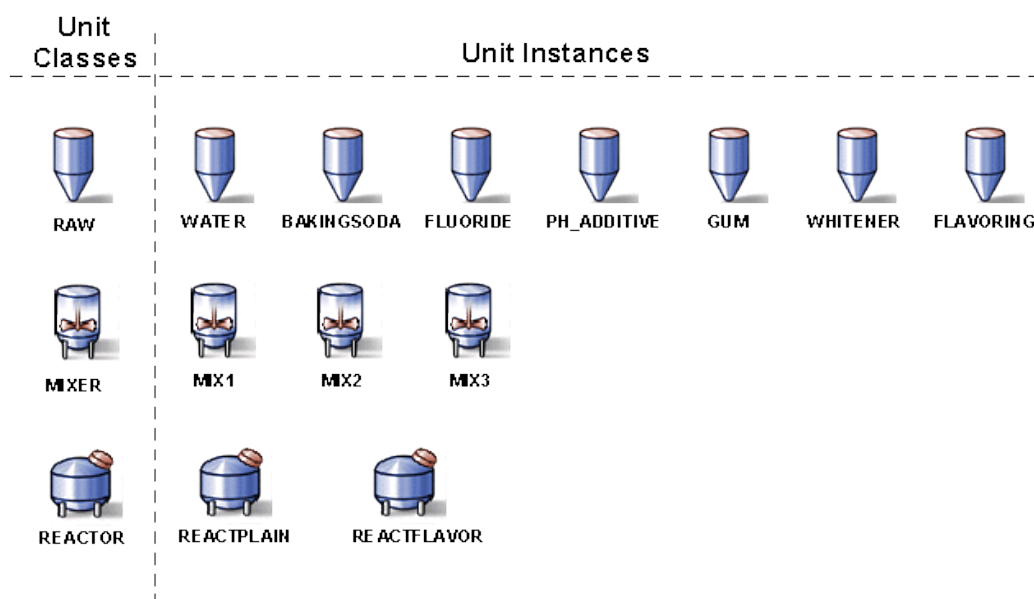 Unit
Classes
Unit Instances
RAW
WATER
BAKINGSODA
FLUORIDE
PH_ADDITIVE
GUM
WHITENER
FLAVORING
MIXER
MIX1
MIX2
MIX3
REACTOR
REACTPLAIN
REACTFLAVOR